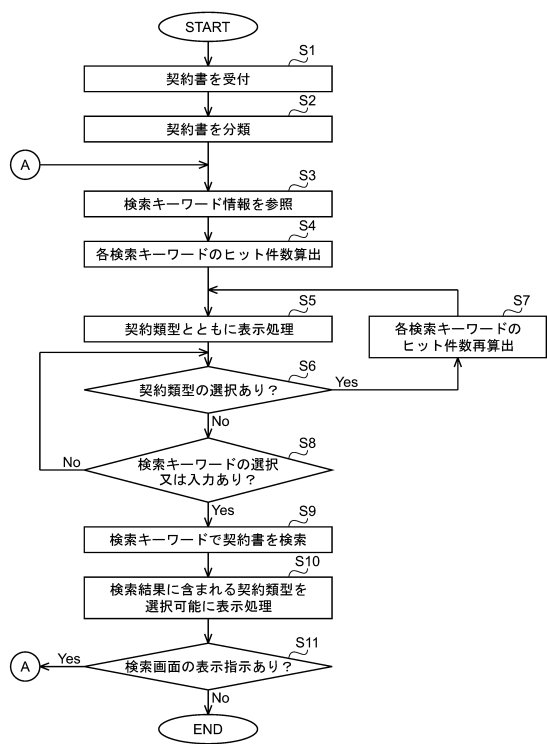 START
S1
契約書を受付
S2
契約書を分類
A
S3
検索キーワード情報を参照
S4
各検索キーワードのヒット件数算出
S5
契約類型とともに表示処理
S7
各検索キーワードの
ヒット件数再算出
S6
契約類型の選択あり？
Yes
No
S8
検索キーワードの選択
又は入力あり？
No
Yes
S9
検索キーワードで契約書を検索
S10
検索結果に含まれる契約類型を
選択可能に表示処理
S11
検索画面の表示指示あり？
Yes
A
No
END